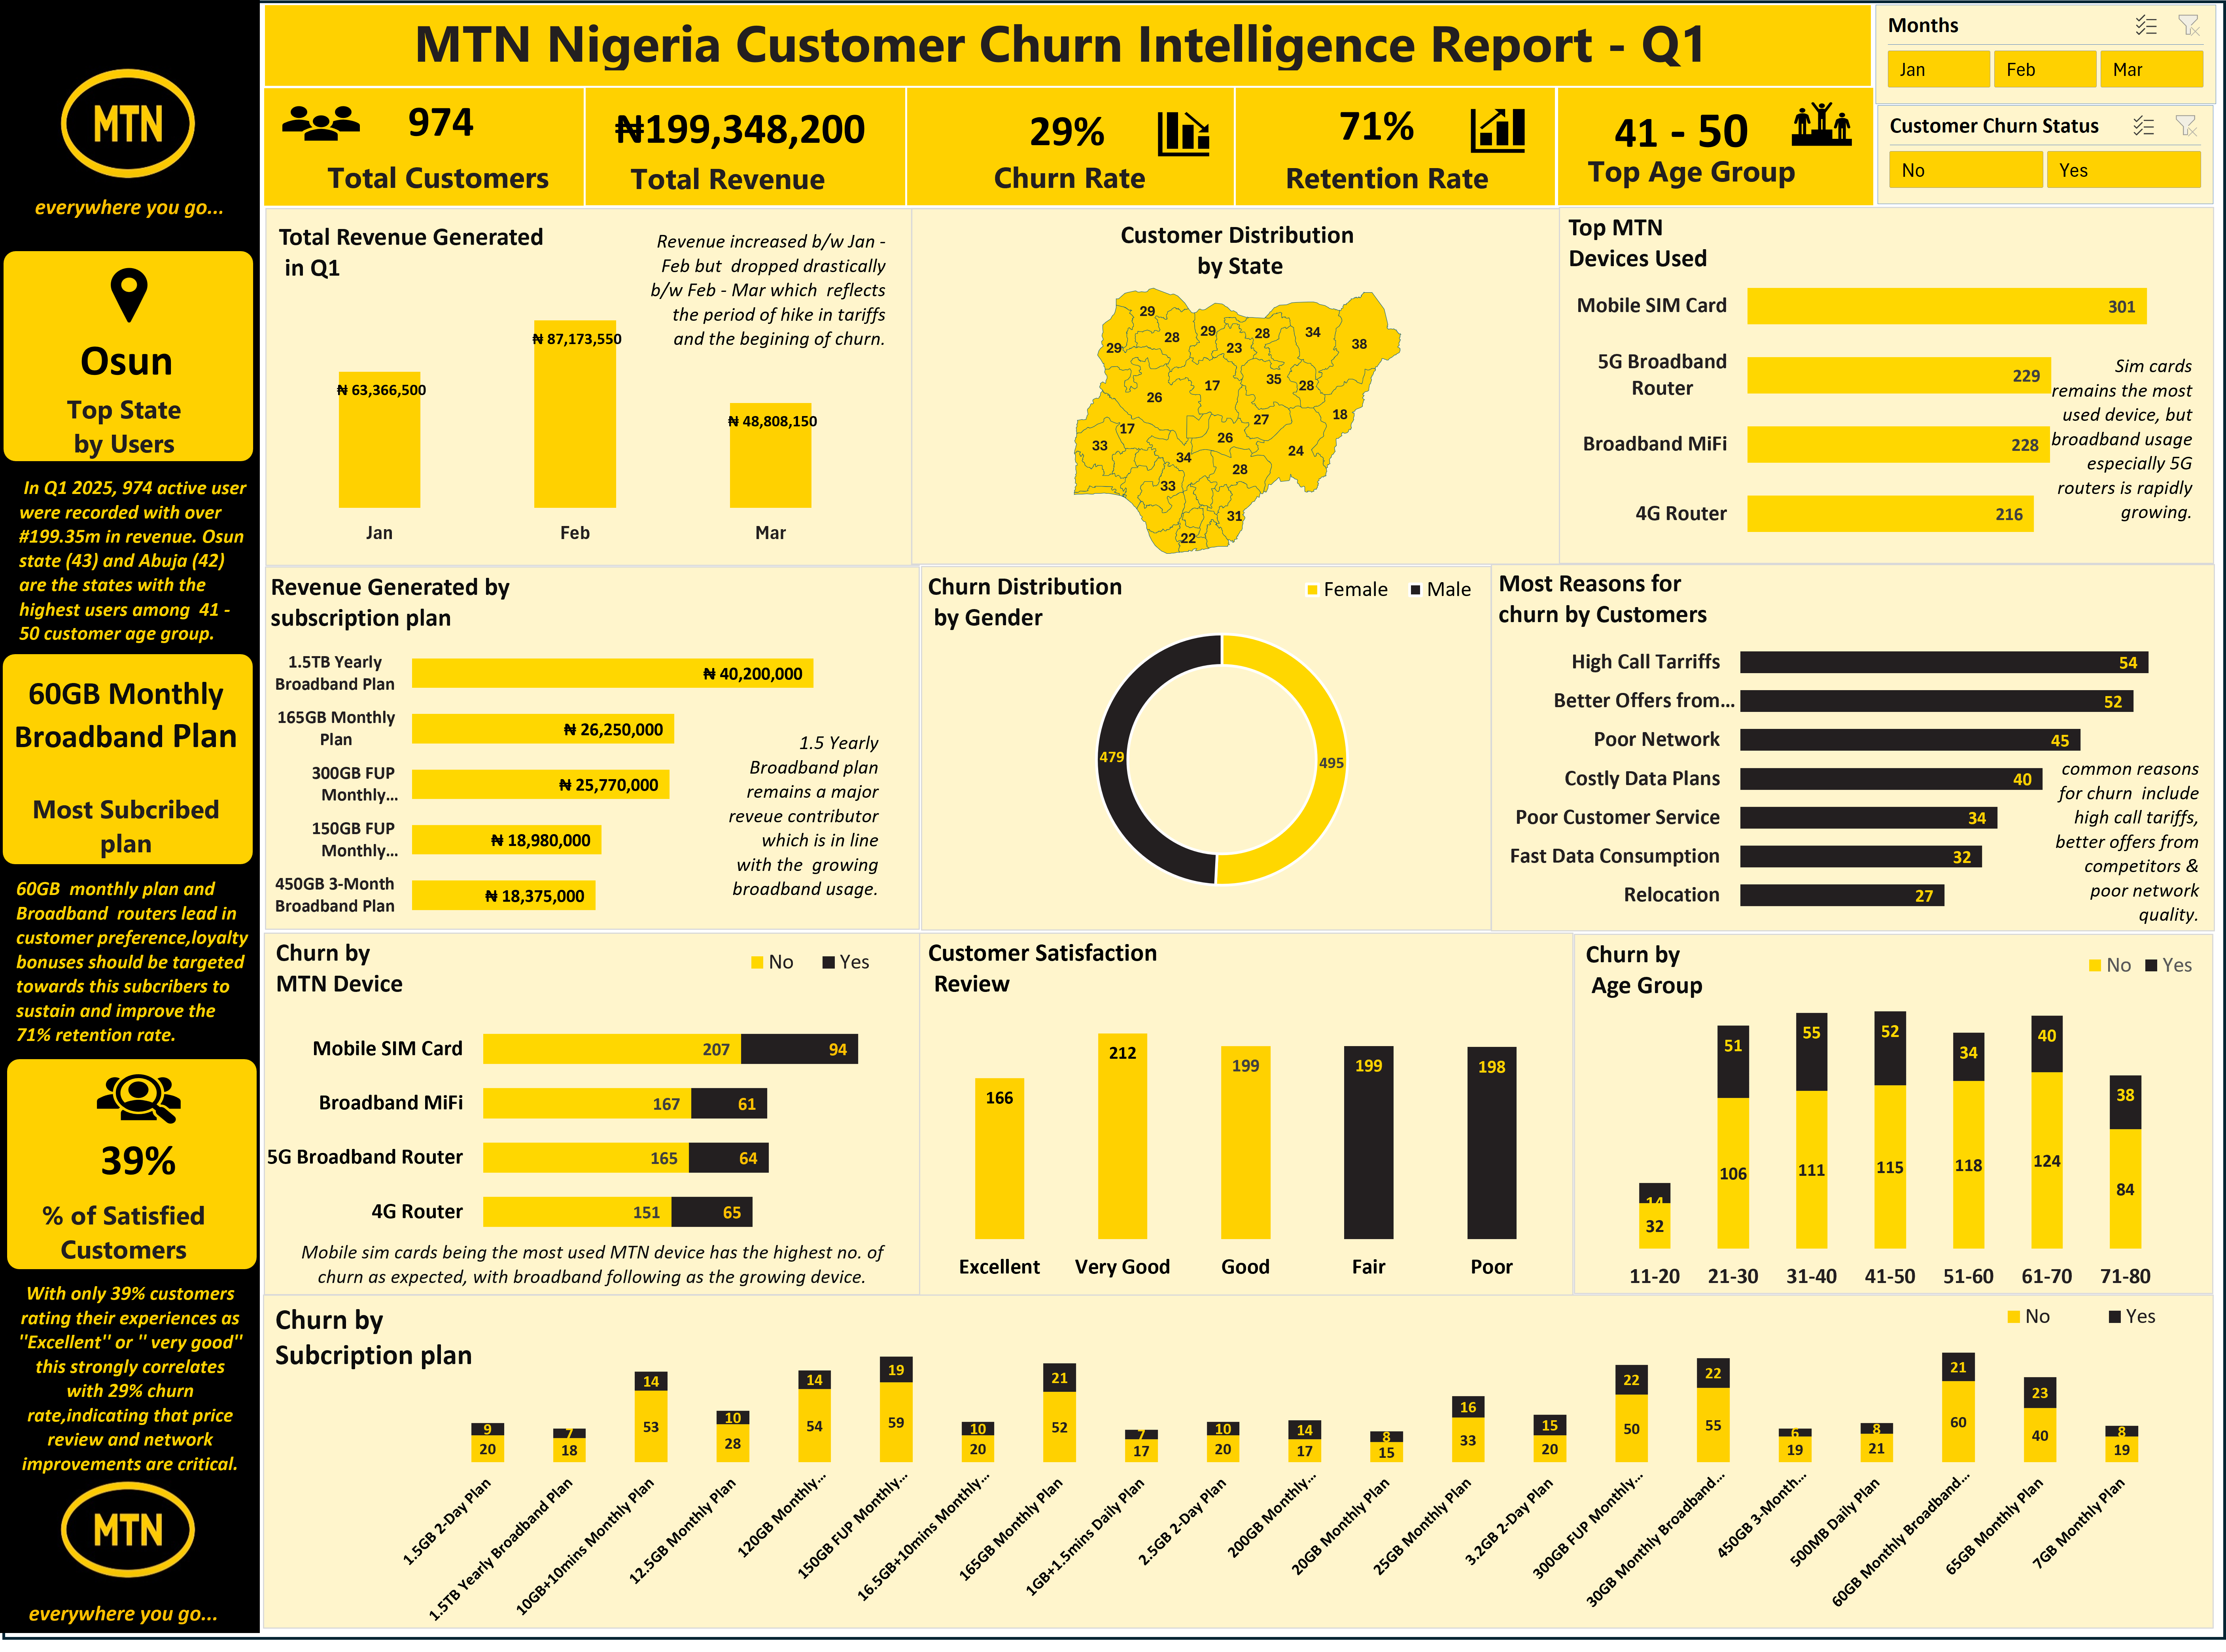 MTN
everywhere you go...
Osun
Top State
by Users
In Q1 2025, 974 active user
were recorded with over
#199.35m in revenue. Osun
state (43) and Abuja (42)
are the states with the
highest users among 41 -
50 customer age group.
60GB Monthly
Broadband Plan
Most Subcribed
plan
60GB monthly plan and
Broadband routers lead in
customer preference,loyalty
bonuses should be targeted
towards this subcribers to
sustain and improve the
71% retention rate.
39%
% of Satisfied
Customers
With only 39% customers
rating their experiences as
"Excellent" or " very good"
this strongly correlates
with 29% churn
rate,indicating that price
review and network
improvements are critical.
MTN
everywhere you go...
MTN Nigeria Customer Churn Intelligence Report - Q1
Months
Jan Feb Mar
Customer Churn Status
No Yes
974
Total Customers
₦199,348,200
Total Revenue
29%
Churn Rate
71%
Retention Rate
41 - 50
Top Age Group
Total Revenue Generated
in Q1
Revenue increased b/w Jan -
Feb but dropped drastically
b/w Feb - Mar which reflects
the period of hike in tariffs
and the begining of churn.
₦ 63,366,500
₦ 87,173,550
₦ 48,808,150
Jan Feb Mar
Customer Distribution
by State
29
28
29
28
34
38
29
23
17
35
28
26
18
27
17
33
26
24
34
28
33
31
22
Top MTN
Devices Used
Mobile SIM Card 301
5G Broadband
Router 229
Broadband MiFi 228
4G Router 216
Sim cards
remains the most
used device, but
broadband usage
especially 5G
routers is rapidly
growing.
Revenue Generated by
subscription plan
1.5TB Yearly
Broadband Plan ₦ 40,200,000
165GB Monthly
Plan ₦ 26,250,000
300GB FUP
Monthly... ₦ 25,770,000
150GB FUP
Monthly... ₦ 18,980,000
450GB 3-Month
Broadband Plan ₦ 18,375,000
1.5 Yearly
Broadband plan
remains a major
reveue contributor
which is in line
with the growing
broadband usage.
Churn Distribution
by Gender
Female Male
479
495
Most Reasons for
churn by Customers
High Call Tarriffs 54
Better Offers from... 52
Poor Network 45
Costly Data Plans 40
Poor Customer Service 34
Fast Data Consumption 32
Relocation 27
common reasons
for churn include
high call tariffs,
better offers from
competitors &
poor network
quality.
Churn by
MTN Device
No Yes
Mobile SIM Card 207 94
Broadband MiFi 167 61
5G Broadband Router 165 64
4G Router 151 65
Mobile sim cards being the most used MTN device has the highest no. of
churn as expected, with broadband following as the growing device.
Customer Satisfaction
Review
166 212 199 199 198
Excellent Very Good Good Fair Poor
Churn by
Age Group
No Yes
14 51 55 52 34 40 38
32 106 111 115 118 124 84
11-20 21-30 31-40 41-50 51-60 61-70 71-80
Churn by
Subcription plan
No Yes
9 7 14 10 14 19 10 21 7 10 14 8 16 15 22 22 6 8 21 23 8
20 18 53 28 54 59 20 52 17 20 17 15 33 20 50 55 19 21 60 40 19
1.5GB 2-Day Plan
1.5TB Yearly Broadband Plan
10GB+10mins Monthly Plan
12.5GB Monthly Plan
120GB Monthly...
150GB FUP Monthly...
16.5GB+10mins Monthly...
165GB Monthly Plan
1GB+1.5mins Daily Plan
2.5GB 2-Day Plan
200GB Monthly...
20GB Monthly Plan
25GB Monthly Plan
3.2GB 2-Day Plan
300GB FUP Monthly...
30GB Monthly Broadband...
450GB 3-Month...
500MB Daily Plan
60GB Monthly Broadband...
65GB Monthly Plan
7GB Monthly Plan